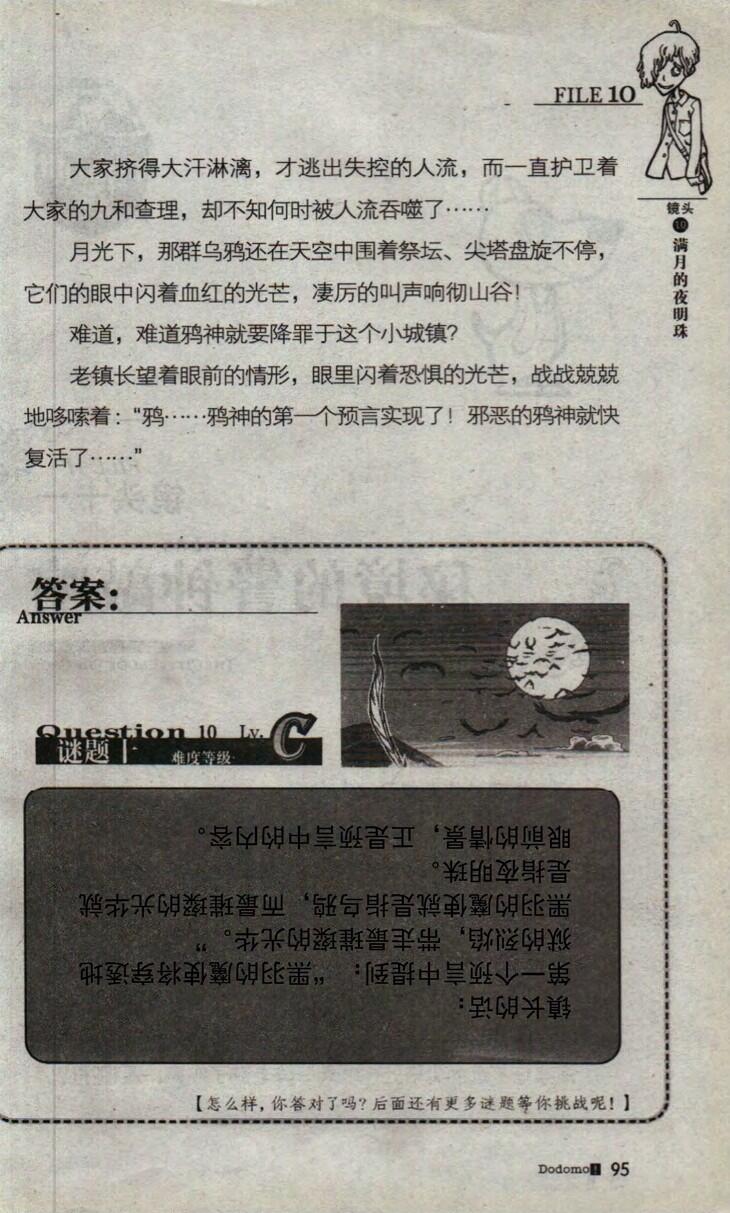 FILE 10
镜头
10
满月的夜明珠
大家挤得大汗淋漓，才逃出失控的人流，而一直护卫着
大家的九和查理，却不知何时被人流吞噬了……
月光下，那群乌鸦还在天空中围着祭坛、尖塔盘旋不停，
它们的眼中闪着血红的光芒，凄厉的叫声响彻山谷！
难道，难道鸦神就要降罪于这个小城镇？
老镇长望着眼前的情形，眼里闪着恐惧的光芒，战战兢兢
地哆嗦着：“鸦……鸦神的第一个预言实现了！邪恶的鸦神就快
复活了……”
答案：
Answer
Question 10 Lv. C
谜题十 难度等级
镇长的话：
第一个预言中提到：“黑羽的魔使将穿透地
狱的烈焰，带走最璀璨的光华。”
黑羽的魔使就是指乌鸦，而最璀璨的光华就
是指夜明珠。
眼前的情景，正是预言中的内容。
【怎么样，你答对了吗？后面还有更多谜题等你挑战呢！】
Dodomo! 95